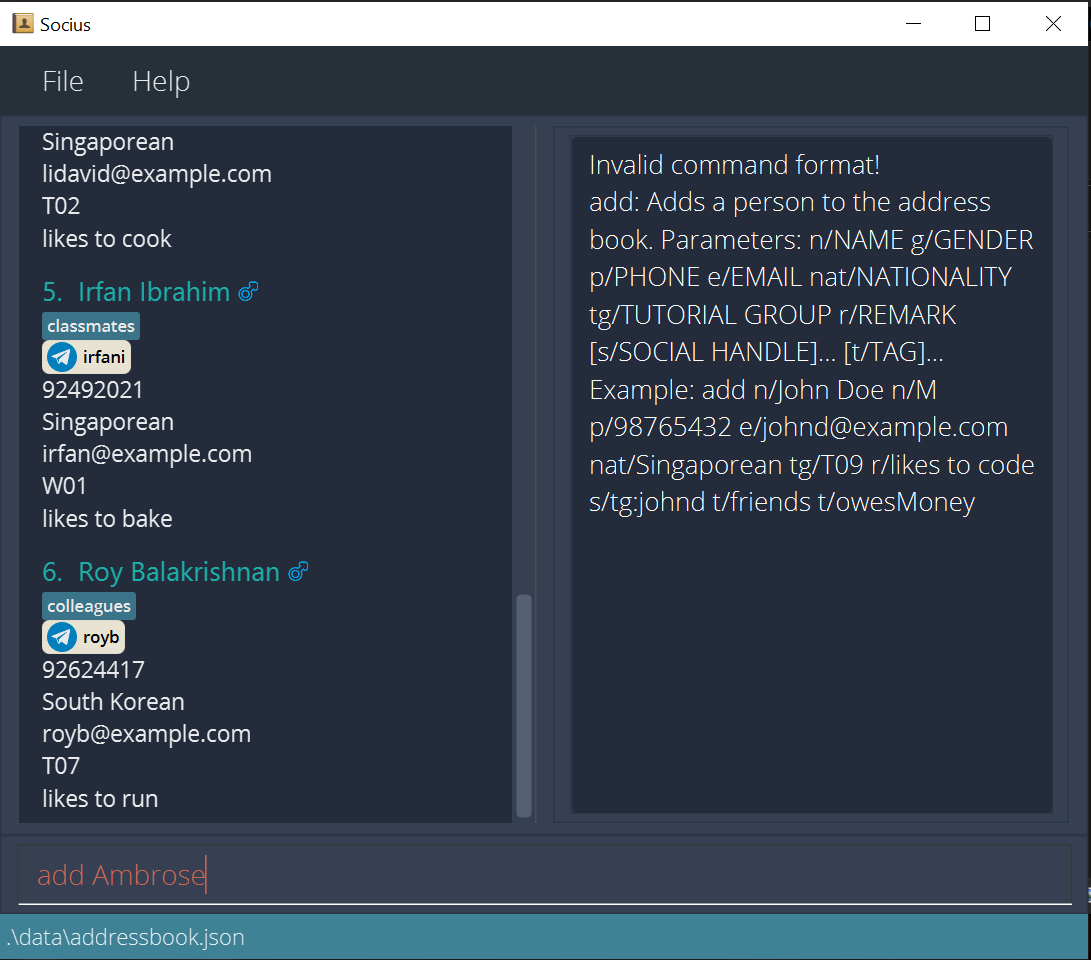 Socius
File Help
Singaporean
lidavid@example.com
T02
likes to cook
5. Irfan Ibrahim
classmates
irfani
92492021
Singaporean
irfan@example.com
W01
likes to bake
6. Roy Balakrishnan
colleagues
royb
92624417
South Korean
royb@example.com
T07
likes to run
Invalid command format!
add: Adds a person to the address
book. Parameters: n/NAME g/GENDER
p/PHONE e/EMAIL nat/NATIONALITY
tg/TUTORIAL GROUP r/REMARK
[s/SOCIAL HANDLE]... [t/TAG]...
Example: add n/John Doe n/M
p/98765432 e/johnd@example.com
nat/Singaporean tg/T09 r/likes to code
s/tg:johnd t/friends t/owesMoney
add Ambrose
.\data\addressbook.json